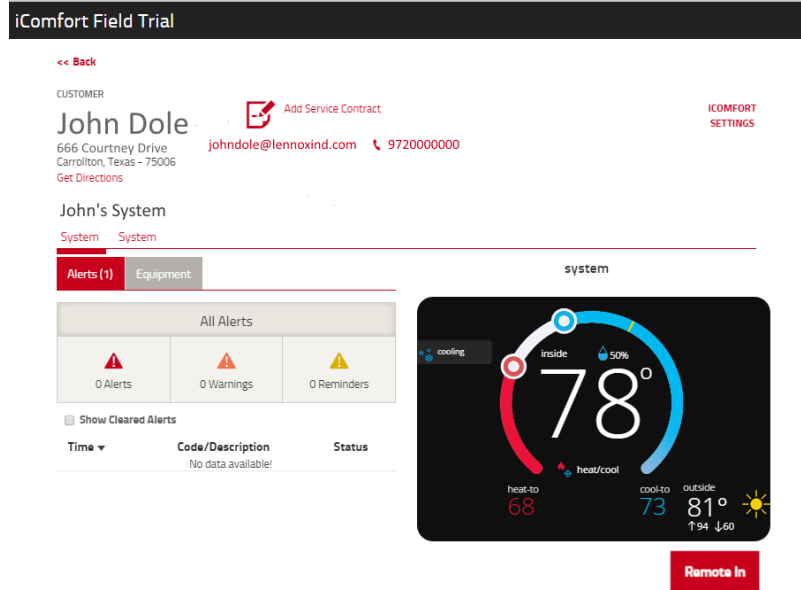 iComfort Field Trial
<< Back
CUSTOMER
John Dole
Add Service Contract
ICOMFORT
SETTINGS
666 Courtney Drive
johndole@lennoxind.com 9720000000
Carrollton, Texas - 75006
Get Directions
John's System
System System
Alerts (1) Equipment
system
All Alerts
0 Alerts 0 Warnings 0 Reminders
Show Cleared Alerts
Time Code/Description Status
No data available!
cooling
inside 50%
78°
heat/cool
heat-to cool-to outside
68 73 81°
↑94 ↓60
Remote In